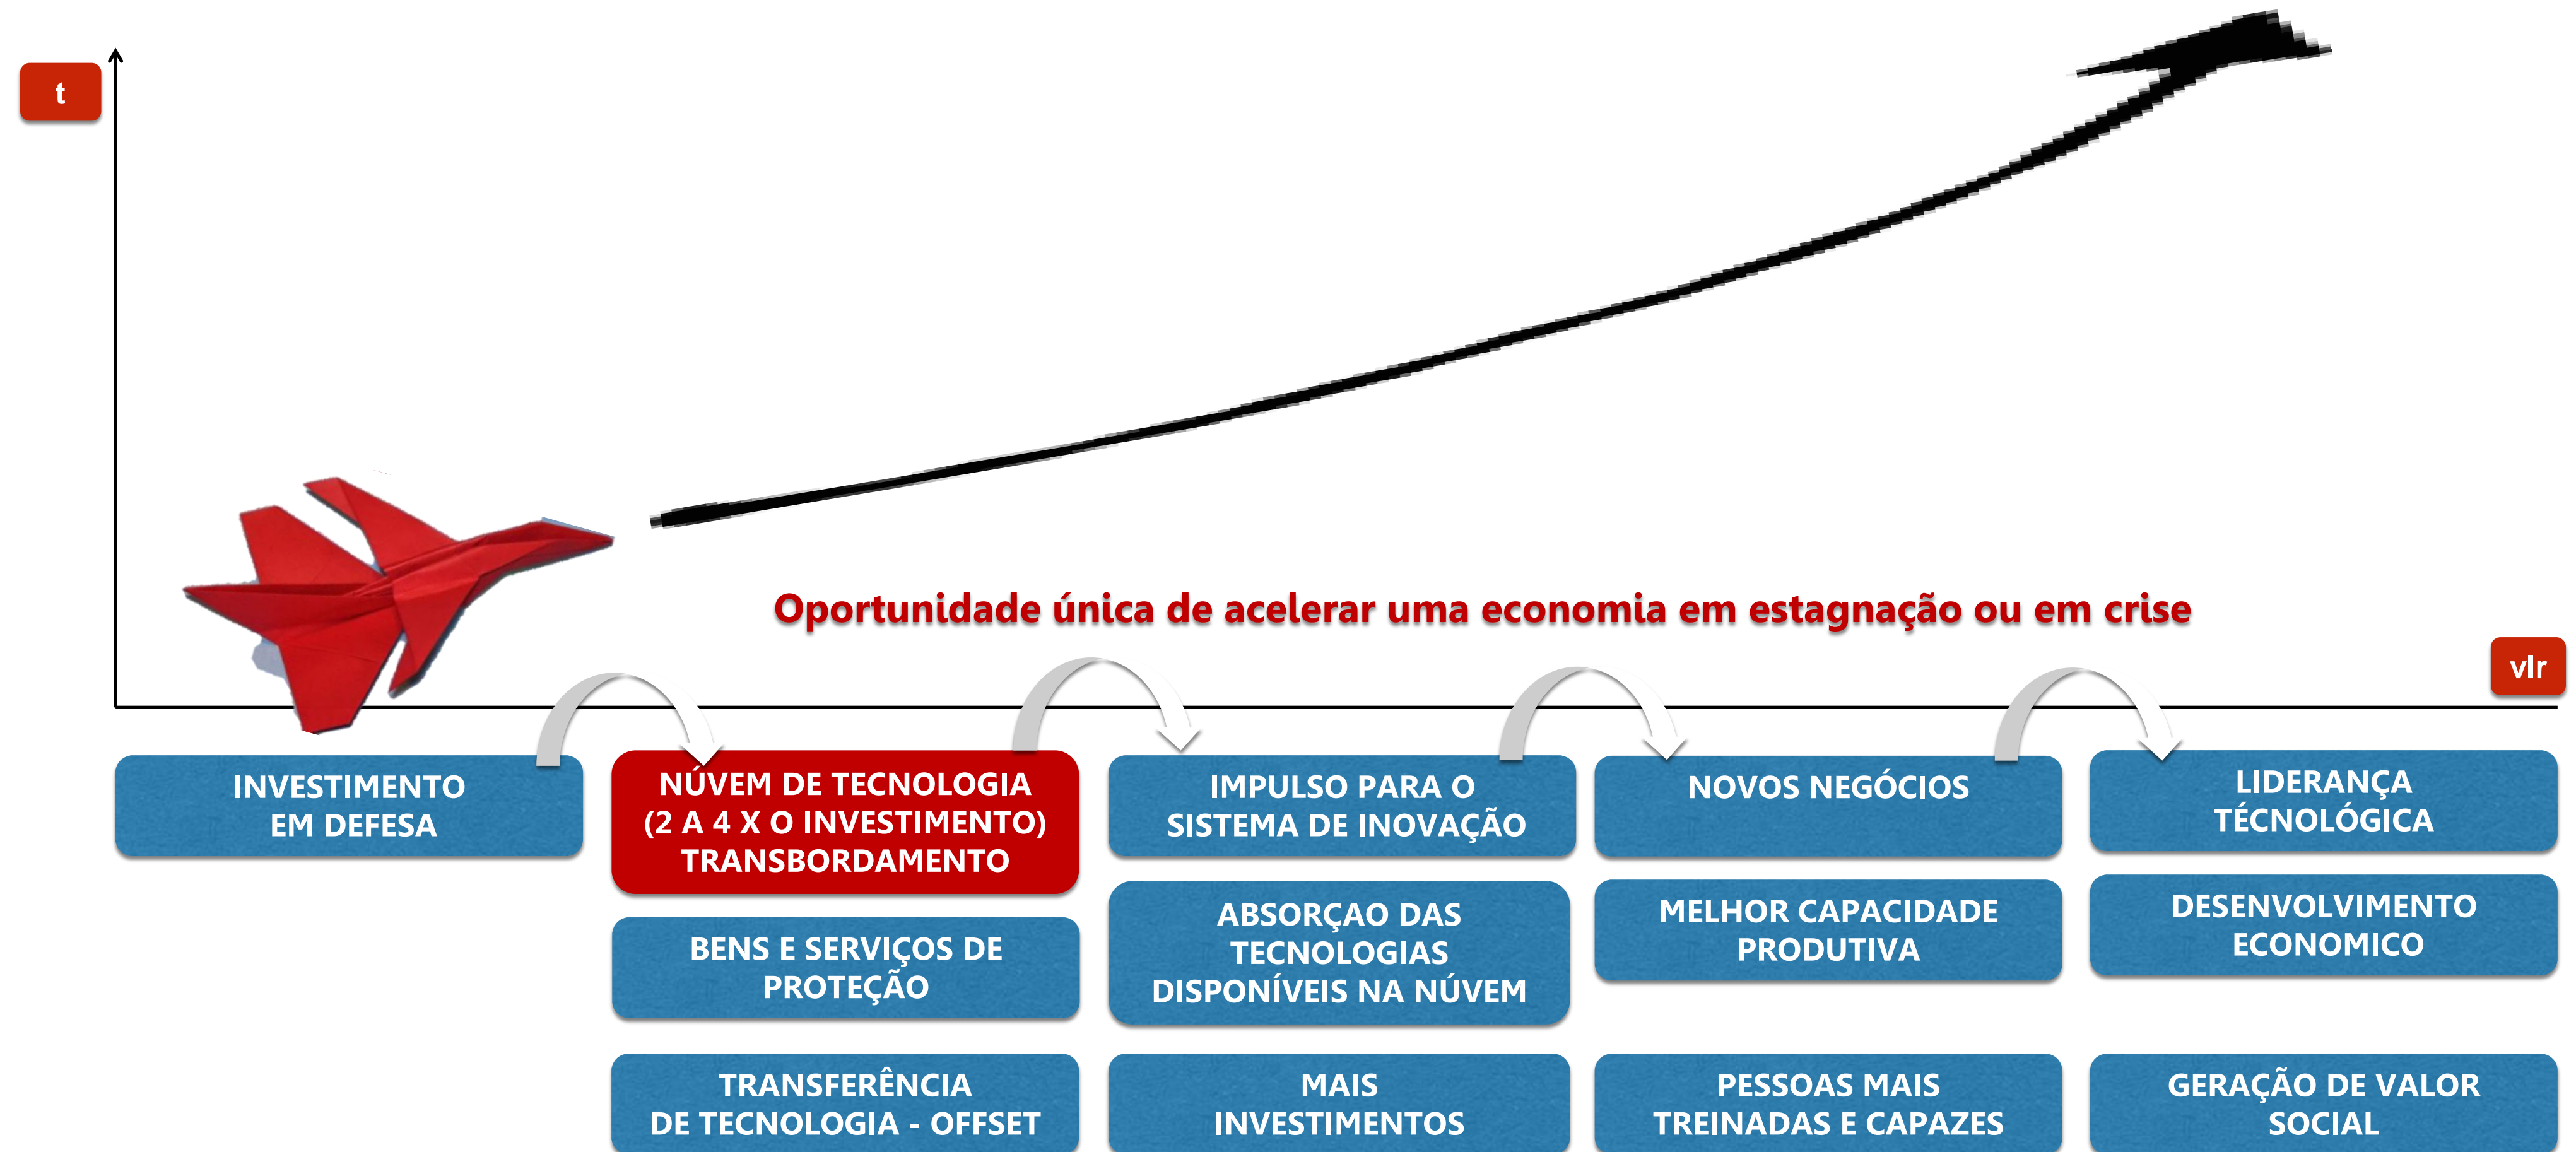 t
Oportunidade única de acelerar uma economia em estagnação ou em crise
vlr
INVESTIMENTO
EM DEFESA
NÚVEM DE TECNOLOGIA
(2 A 4 X O INVESTIMENTO)
TRANSBORDAMENTO
BENS E SERVIÇOS DE
PROTEÇÃO
TRANSFERÊNCIA
DE TECNOLOGIA - OFFSET
IMPULSO PARA O
SISTEMA DE INOVAÇÃO
ABSORÇAO DAS
TECNOLOGIAS
DISPONÍVEIS NA NÚVEM
MAIS
INVESTIMENTOS
NOVOS NEGÓCIOS
MELHOR CAPACIDADE
PRODUTIVA
PESSOAS MAIS
TREINADAS E CAPAZES
LIDERANÇA
TÉCNOLÓGICA
DESENVOLVIMENTO
ECONOMICO
GERAÇÃO DE VALOR
SOCIAL